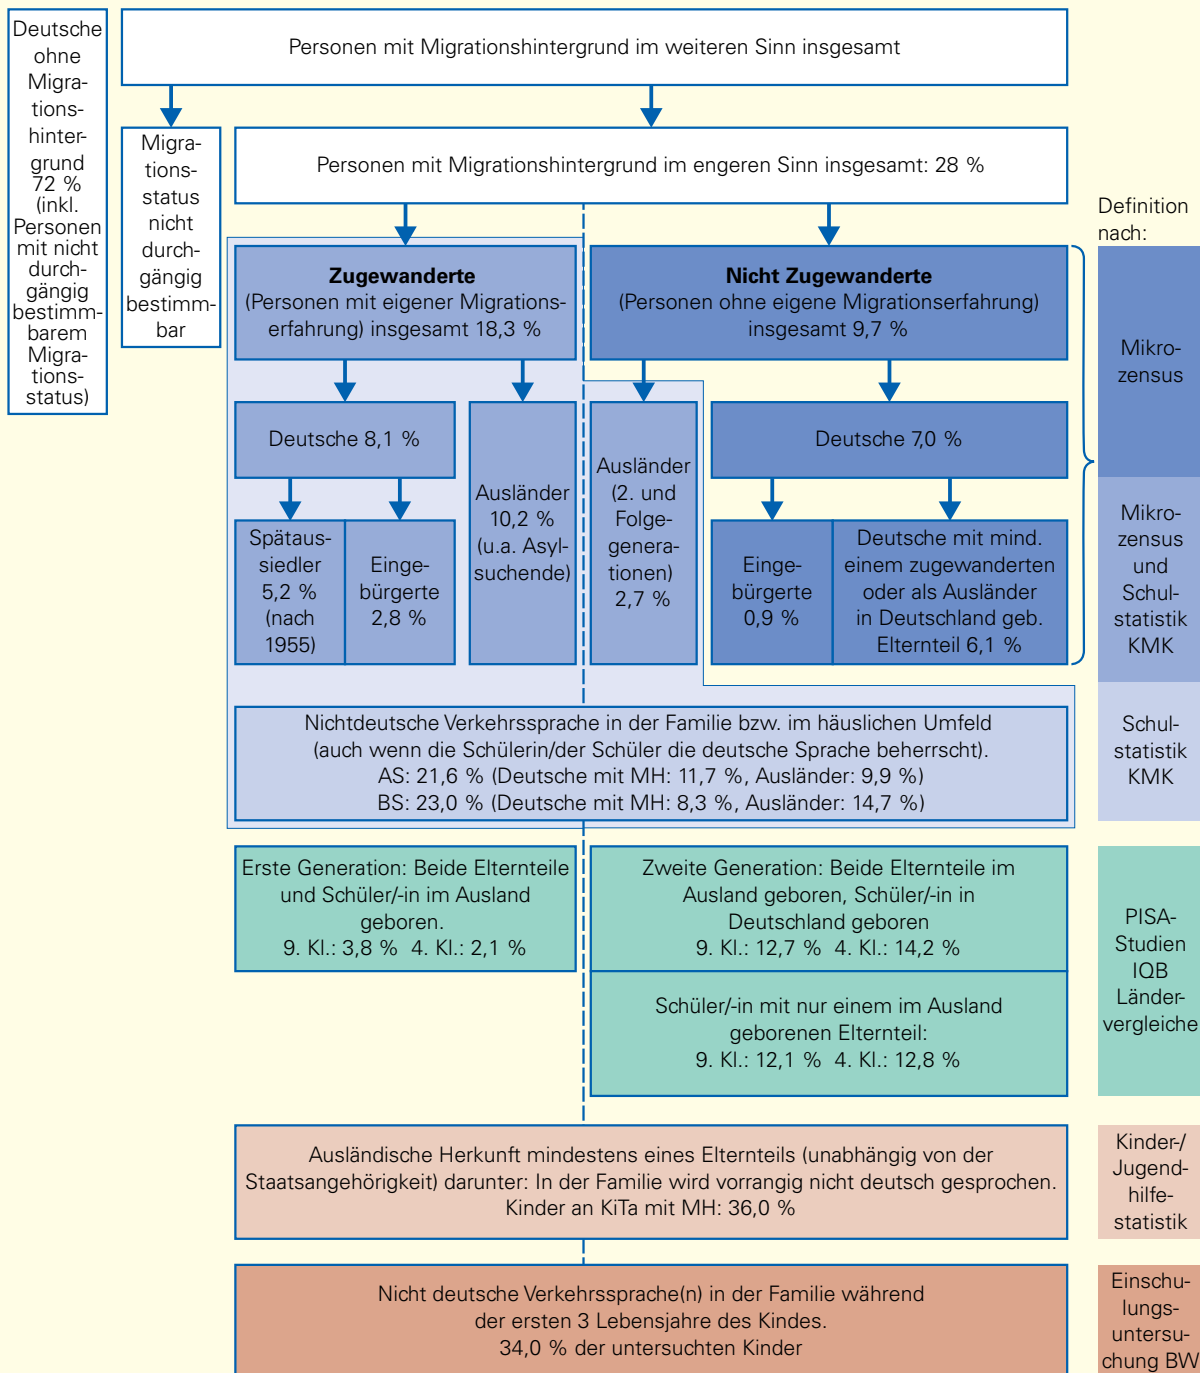 Deutsche
ohne
Migra-
tions-
hinter-
grund
72 %
(inkl.
Personen
mit nicht
durch-
gängig
bestimm-
barem
Migra-
tions-
status)
Personen mit Migrationshintergrund im weiteren Sinn insgesamt
Migra-
tions-
status
nicht
durch-
gängig
bestimm-
bar
Personen mit Migrationshintergrund im engeren Sinn insgesamt: 28 %
Definition
nach:
Zugewanderte
(Personen mit eigener Migrations-
erfahrung) insgesamt 18,3 %
Nicht Zugewanderte
(Personen ohne eigene Migrationserfahrung)
insgesamt 9,7 %
Mikro-
zensus
Deutsche 8,1 %
Ausländer
10,2 %
(u.a. Asyl-
suchende)
Ausländer
(2. und
Folge-
genera-
tionen)
2,7 %
Deutsche 7,0 %
Spätaus-
siedler
5,2 %
(nach
1955)
Einge-
bürgerte
2,8 %
Einge-
bürgerte
0,9 %
Deutsche mit mind.
einem zugewanderten
oder als Ausländer
in Deutschland geb.
Elternteil 6,1 %
Mikro-
zensus
und
Schul-
statistik
KMK
Nichtdeutsche Verkehrssprache in der Familie bzw. im häuslichen Umfeld
(auch wenn die Schülerin/der Schüler die deutsche Sprache beherrscht).
AS: 21,6 % (Deutsche mit MH: 11,7 %, Ausländer: 9,9 %)
BS: 23,0 % (Deutsche mit MH: 8,3 %, Ausländer: 14,7 %)
Schul-
statistik
KMK
Erste Generation: Beide Elternteile
und Schüler/-in im Ausland
geboren.
9. Kl.: 3,8 % 4. Kl.: 2,1 %
Zweite Generation: Beide Elternteile im
Ausland geboren, Schüler/-in in
Deutschland geboren
9. Kl.: 12,7 % 4. Kl.: 14,2 %
Schüler/-in mit nur einem im Ausland
geborenen Elternteil:
9. Kl.: 12,1 % 4. Kl.: 12,8 %
PISA-
Studien
IQB
Länder-
vergleiche
Ausländische Herkunft mindestens eines Elternteils (unabhängig von der
Staatsangehörigkeit) darunter: In der Familie wird vorrangig nicht deutsch gesprochen.
Kinder an KiTa mit MH: 36,0 %
Kinder-/
Jugend-
hilfe-
statistik
Nicht deutsche Verkehrssprache(n) in der Familie während
der ersten 3 Lebensjahre des Kindes.
34,0 % der untersuchten Kinder
Einschu-
lungs-
untersu-
chung BW